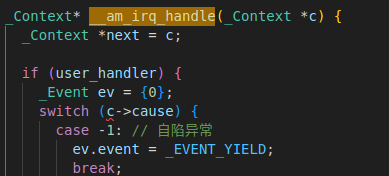 _Context* __am_irq_handle(_Context *c) {
  _Context *next = c;

  if (user_handler) {
    _Event ev = {0};
    switch (c->cause) {
      case -1: // 自陷异常
        ev.event = _EVENT_YIELD;
        break;